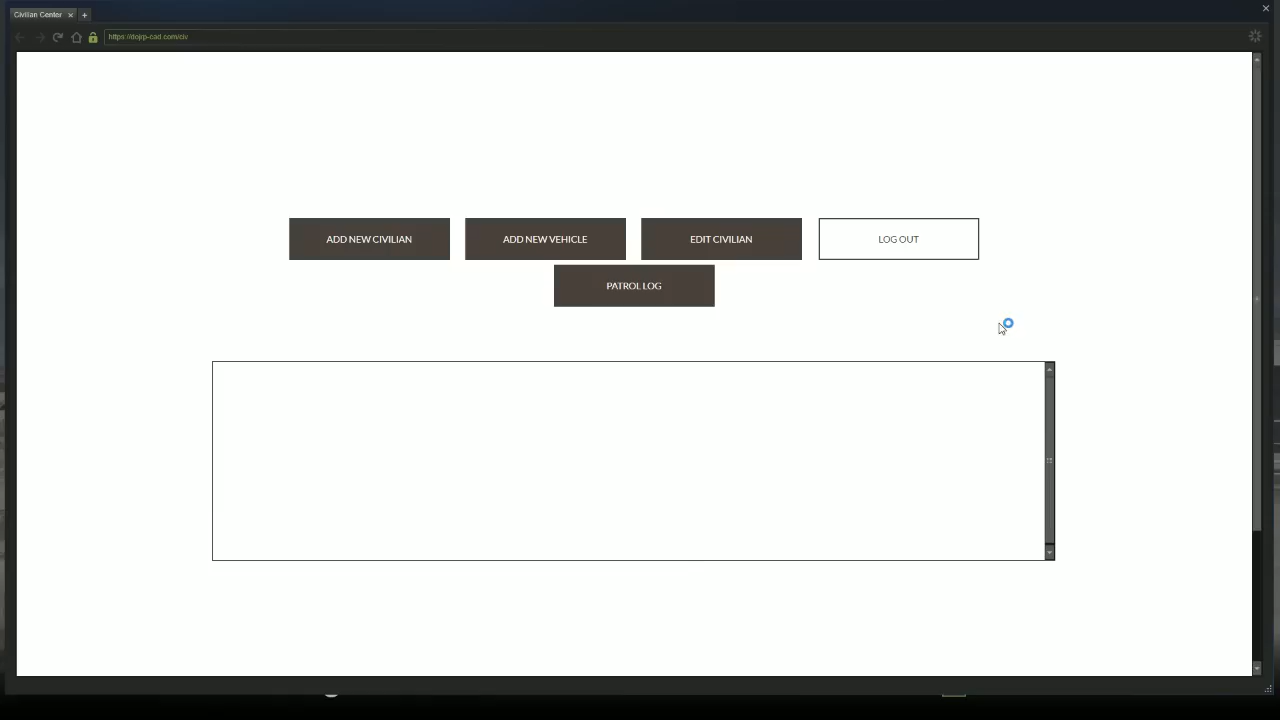 Civilian Center
https://dojrp-cad.com/civ
ADD NEW CIVILIAN
ADD NEW VEHICLE
EDIT CIVILIAN
LOG OUT
PATROL LOG